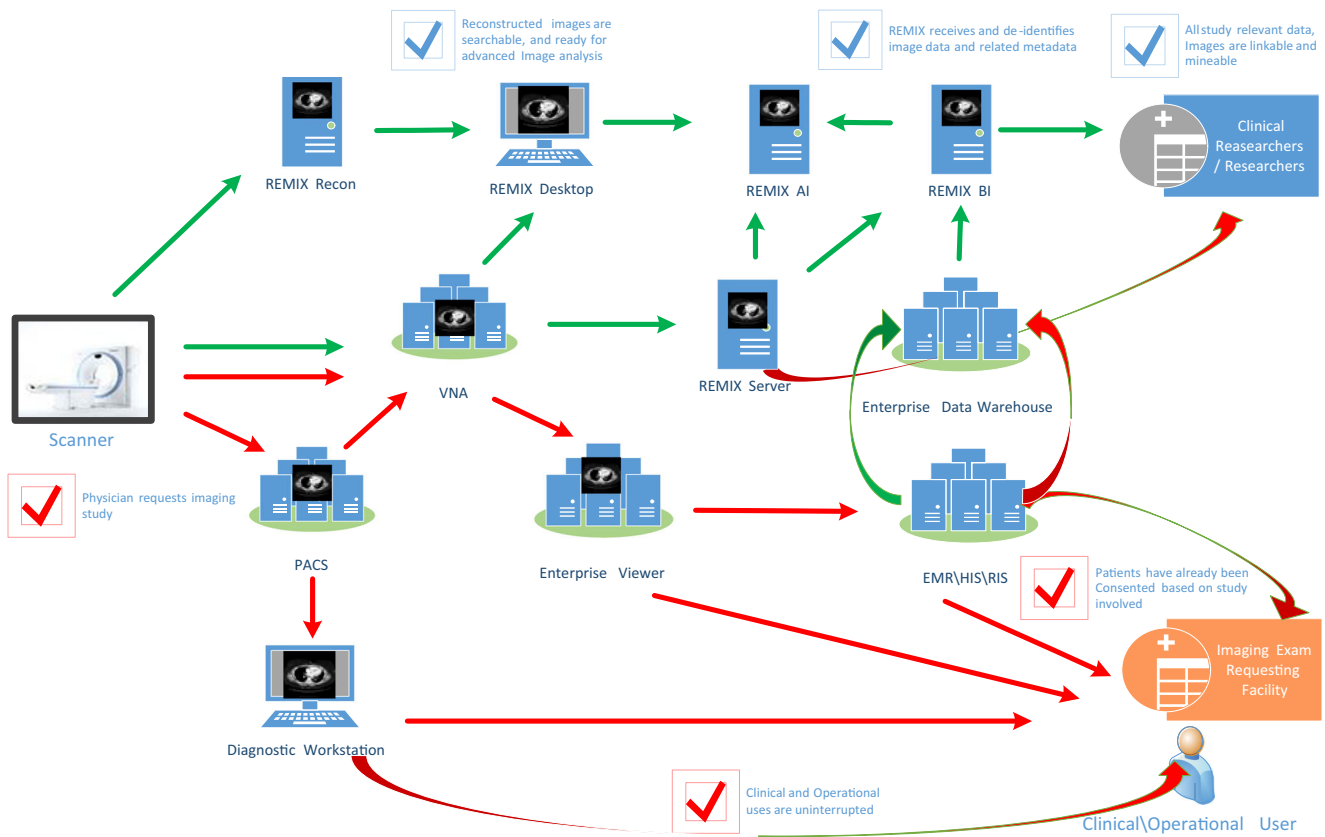 Reconstructed images are
searchable, and ready for
advanced Image analysis
REMIX receives and de-identifies
image data and related metadata
All study relevant data,
Images are linkable and
mineable
REMIX Recon
REMIX Desktop
REMIX AI
REMIX BI
Clinical
Reasearchers
/ Researchers
Scanner
VNA
REMIX Server
Enterprise Data Warehouse
Physician requests imaging
study
PACS
Enterprise Viewer
EMR\HIS\RIS
Patients have already been
Consented based on study
involved
Imaging Exam
Requesting
Facility
Diagnostic Workstation
Clinical and Operational
uses are uninterrupted
Clinical\Operational User